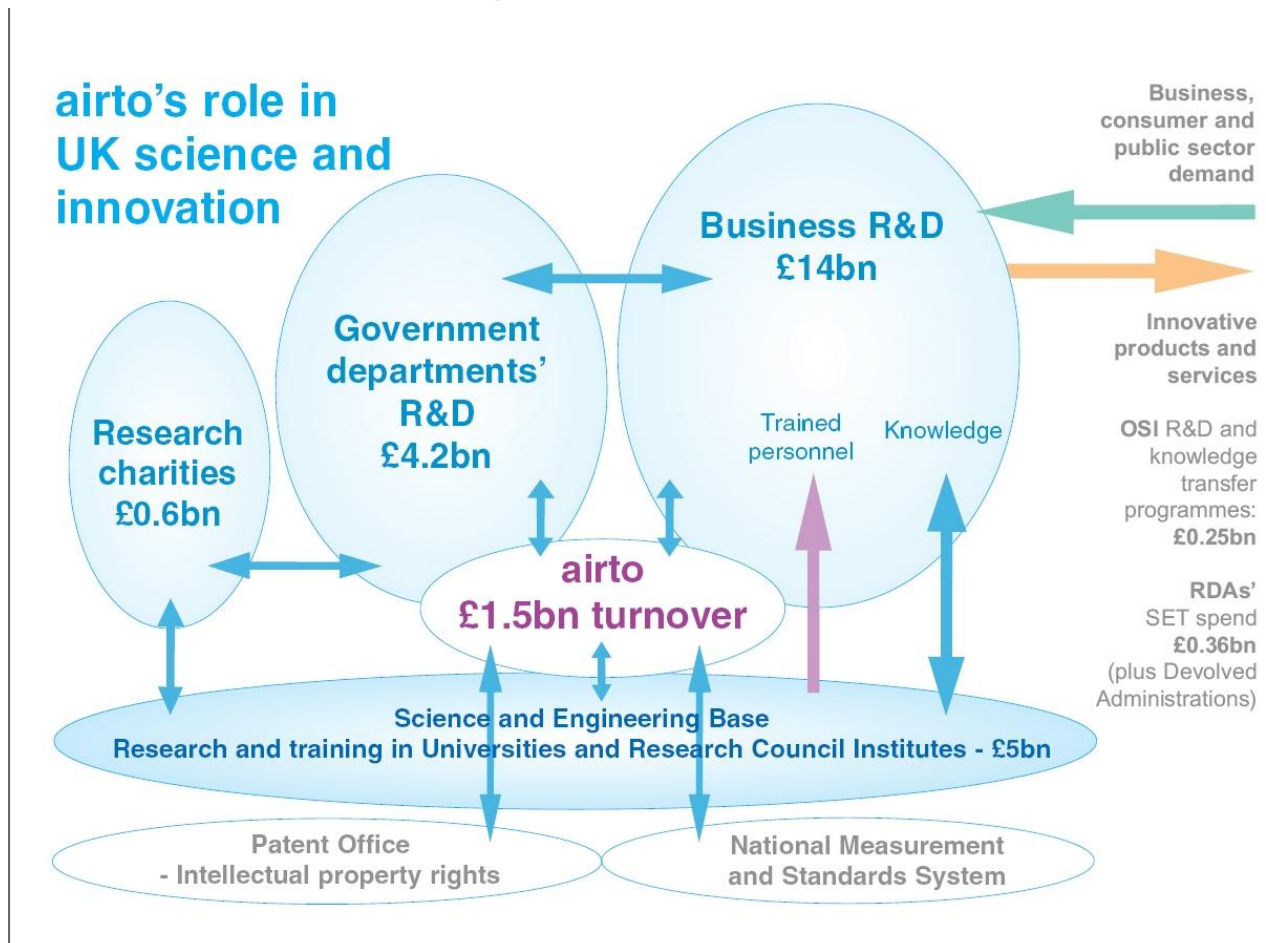 airto's role in
UK science and
innovation
Business,
consumer and
public sector
demand
Business R&D
£14bn
Government
departments'
R&D
£4.2bn
Research
charities
£0.6bn
Trained
personnel
Knowledge
Innovative
products and
services
OSI R&D and
knowledge
transfer
programmes:
£0.25bn
RDAs'
SET spend
£0.36bn
(plus Devolved
Administrations)
airto
£1.5bn turnover
Science and Engineering Base
Research and training in Universities and Research Council Institutes - £5bn
Patent Office
- Intellectual property rights
National Measurement
and Standards System